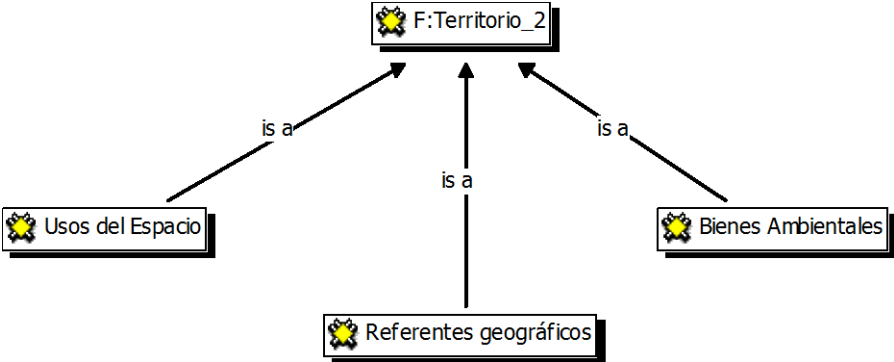 F:Territorio_2
is a
is a
is a
Usos del Espacio
Bienes Ambientales
Referentes geográficos